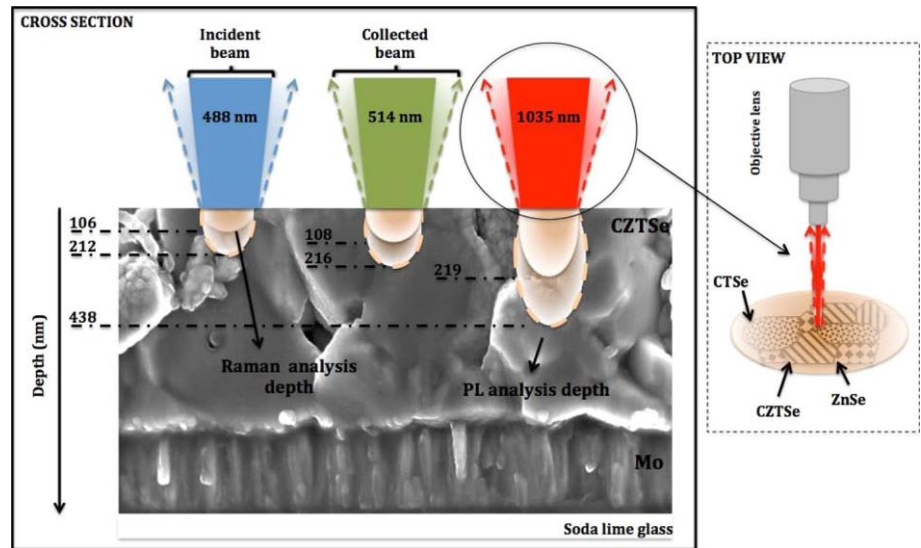 CROSS SECTION
Incident
beam
Collected
beam
488 nm
514 nm
1035 nm
106
212
108
216
219
438
CZTSe
Depth (nm)
Raman analysis
depth
PL analysis depth
Mo
Soda lime glass
TOP VIEW
Objective lens
CTSe
CZTSe
ZnSe